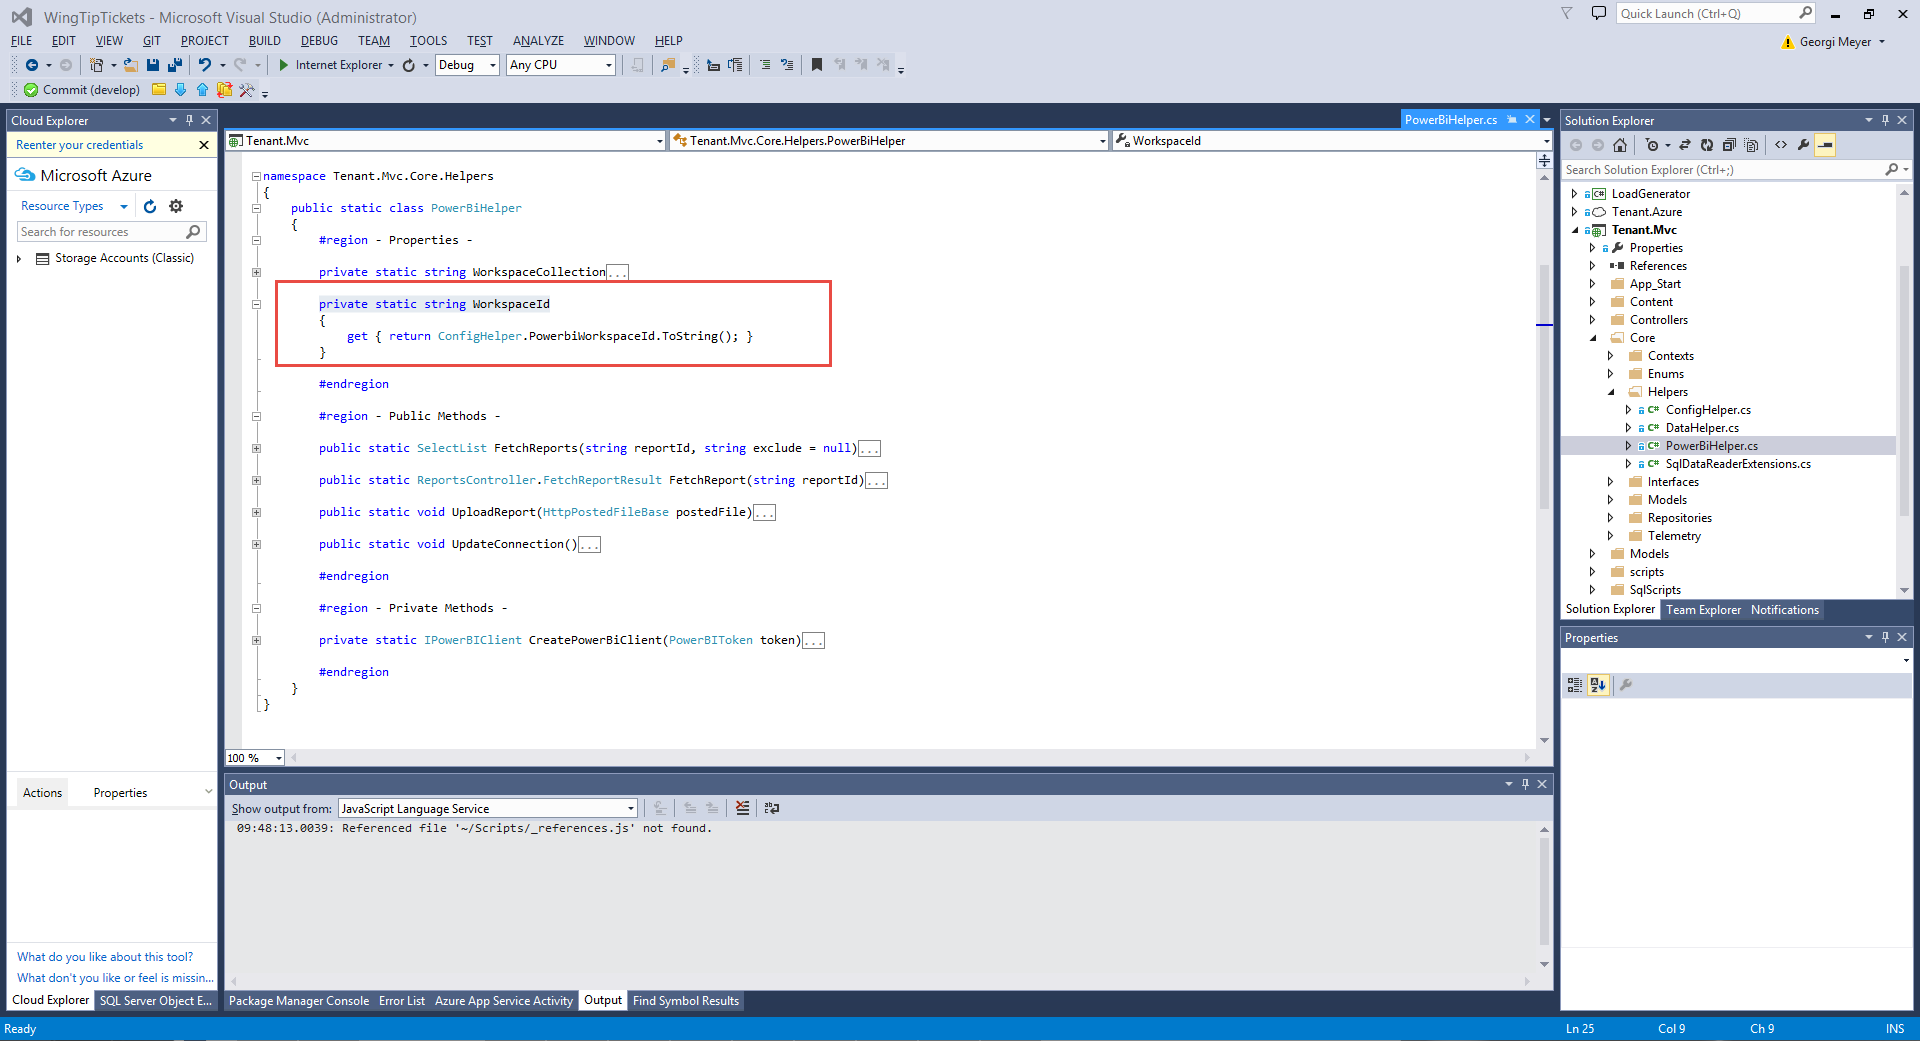 WingTipTickets - Microsoft Visual Studio (Administrator)
Quick Launch (Ctrl+Q)
FILE EDIT VIEW GIT PROJECT BUILD DEBUG TEAM TOOLS TEST ANALYZE WINDOW HELP
Georgi Meyer
Internet Explorer Debug Any CPU
Commit (develop)
Cloud Explorer
Reenter your credentials
Microsoft Azure
Resource Types
Search for resources
Storage Accounts (Classic)
Actions Properties
What do you like about this tool?
What don't you like or feel is missin...
Cloud Explorer SQL Server Object E...
PowerBiHelper.cs
Tenant.Mvc Tenant.Mvc.Core.Helpers.PowerBiHelper WorkspaceId
namespace Tenant.Mvc.Core.Helpers
{
public static class PowerBiHelper
{
#region - Properties -
private static string WorkspaceCollection...
private static string WorkspaceId
{
get { return ConfigHelper.PowerbiWorkspaceId.ToString(); }
}
#endregion
#region - Public Methods -
public static SelectList FetchReports(string reportId, string exclude = null)...
public static ReportsController.FetchReportResult FetchReport(string reportId)...
public static void UploadReport(HttpPostedFileBase postedFile)...
public static void UpdateConnection()...
#endregion
#region - Private Methods -
private static IPowerBIClient CreatePowerBiClient(PowerBIToken token)...
#endregion
}
}
100 %
Output
Show output from: JavaScript Language Service
09:48:13.0039: Referenced file '~/Scripts/_references.js' not found.
Package Manager Console Error List Azure App Service Activity Output Find Symbol Results
Solution Explorer
Search Solution Explorer (Ctrl+;)
LoadGenerator
Tenant.Azure
Tenant.Mvc
Properties
References
App_Start
Content
Controllers
Core
Contexts
Enums
Helpers
C# ConfigHelper.cs
C# DataHelper.cs
C# PowerBiHelper.cs
C# SqlDataReaderExtensions.cs
Interfaces
Models
Repositories
Telemetry
Models
scripts
SqlScripts
Solution Explorer Team Explorer Notifications
Properties
Ready Ln 25 Col 9 Ch 9 INS